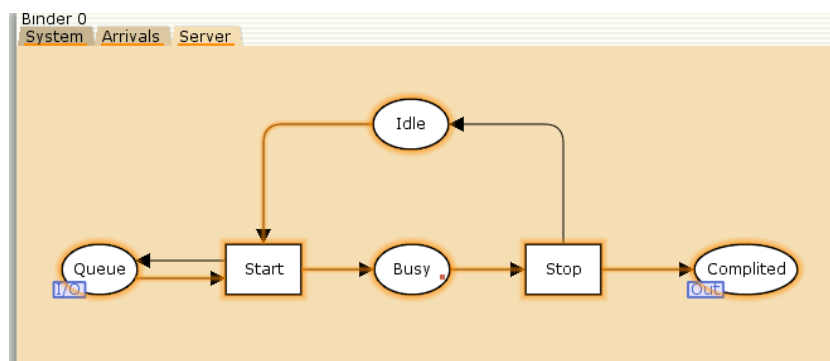 Binder 0
System Arrivals Server
Idle
Queue Start Busy Stop Complited
I/O Out